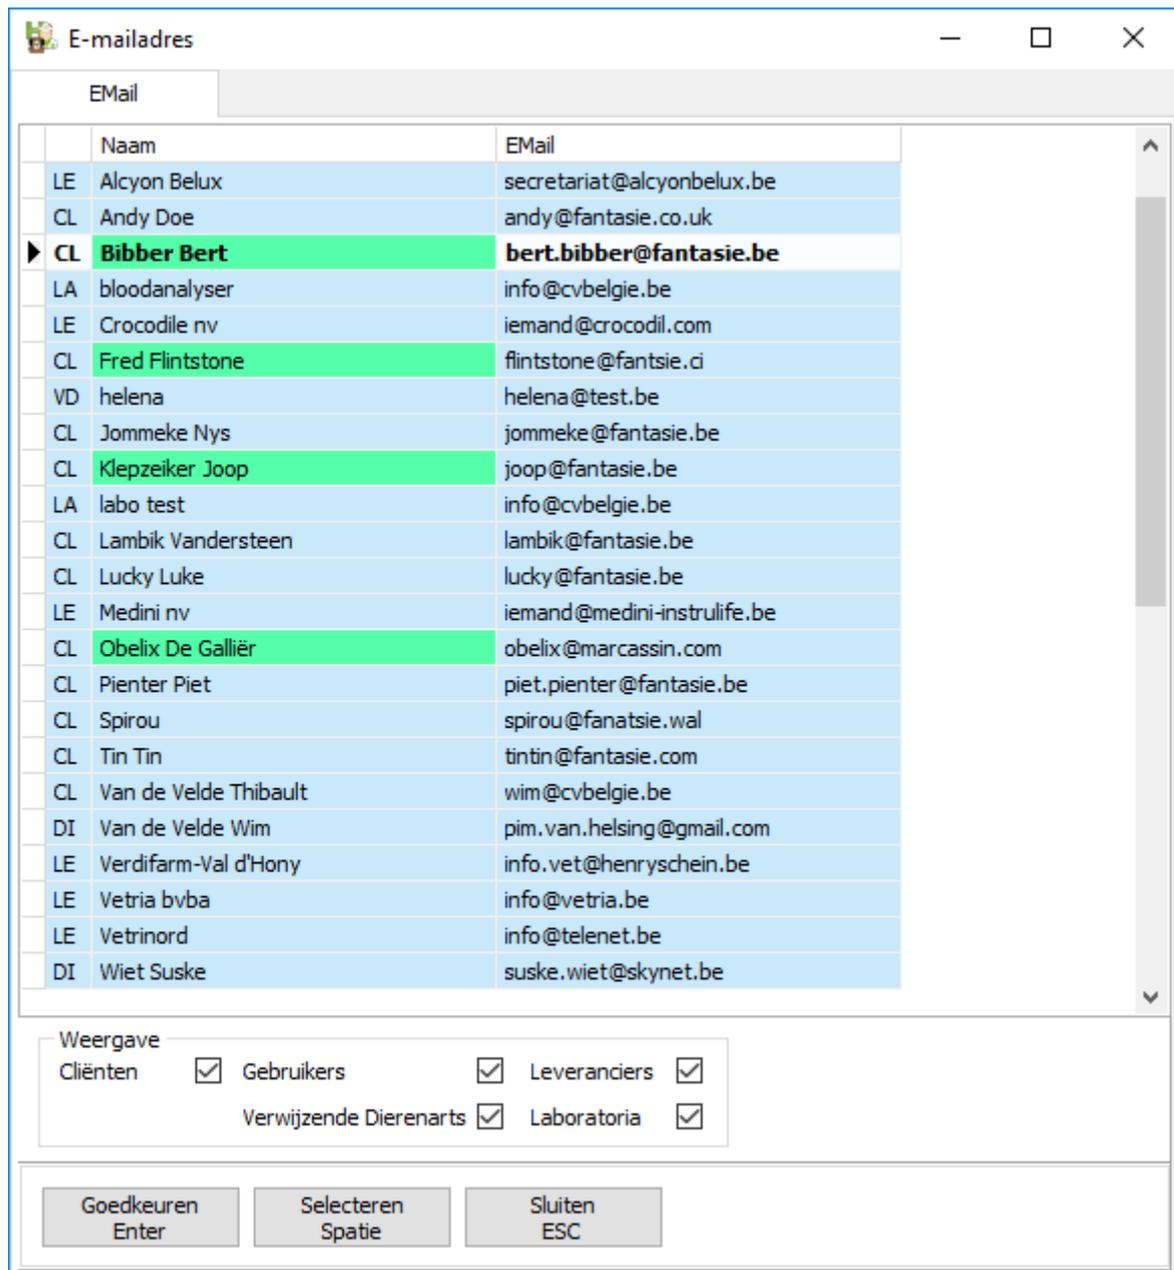 E-mailadres
EMail
Naam EMail
LE Alcyon Belux secretariat@alcyonbelux.be
CL Andy Doe andy@fantasie.co.uk
CL Bibber Bert bert.bibber@fantasie.be
LA bloodanalyser info@cvbelgie.be
LE Crocodile nv iemand@crocodil.com
CL Fred Flintstone flintstone@fantsie.ci
VD helena helena@test.be
CL Jommeke Nys jommeke@fantasie.be
CL Klepzeiker Joop joop@fantasie.be
LA labo test info@cvbelgie.be
CL Lambik Vandersteen lambik@fantasie.be
CL Lucky Luke lucky@fantasie.be
LE Medini nv iemand@medini-instrulife.be
CL Obelix De Galliër obelix@marcassin.com
CL Pienter Piet piet.pienter@fantasie.be
CL Spirou spirou@fanatsie.wal
CL Tin Tin tintin@fantasie.com
CL Van de Velde Thibault wim@cvbelgie.be
DI Van de Velde Wim pim.van.helsing@gmail.com
LE Verdifarm-Val d'Hony info.vet@henryschein.be
LE Vetria bvba info@vetria.be
LE Vetrinord info@telenet.be
DI Wiet Suske suske.wiet@skynet.be
Weergave
Cliënten Gebruikers Leveranciers
Verwijzende Dierenarts Laboratoria
Goedkeuren Selecteren Sluiten
Enter Spatie ESC